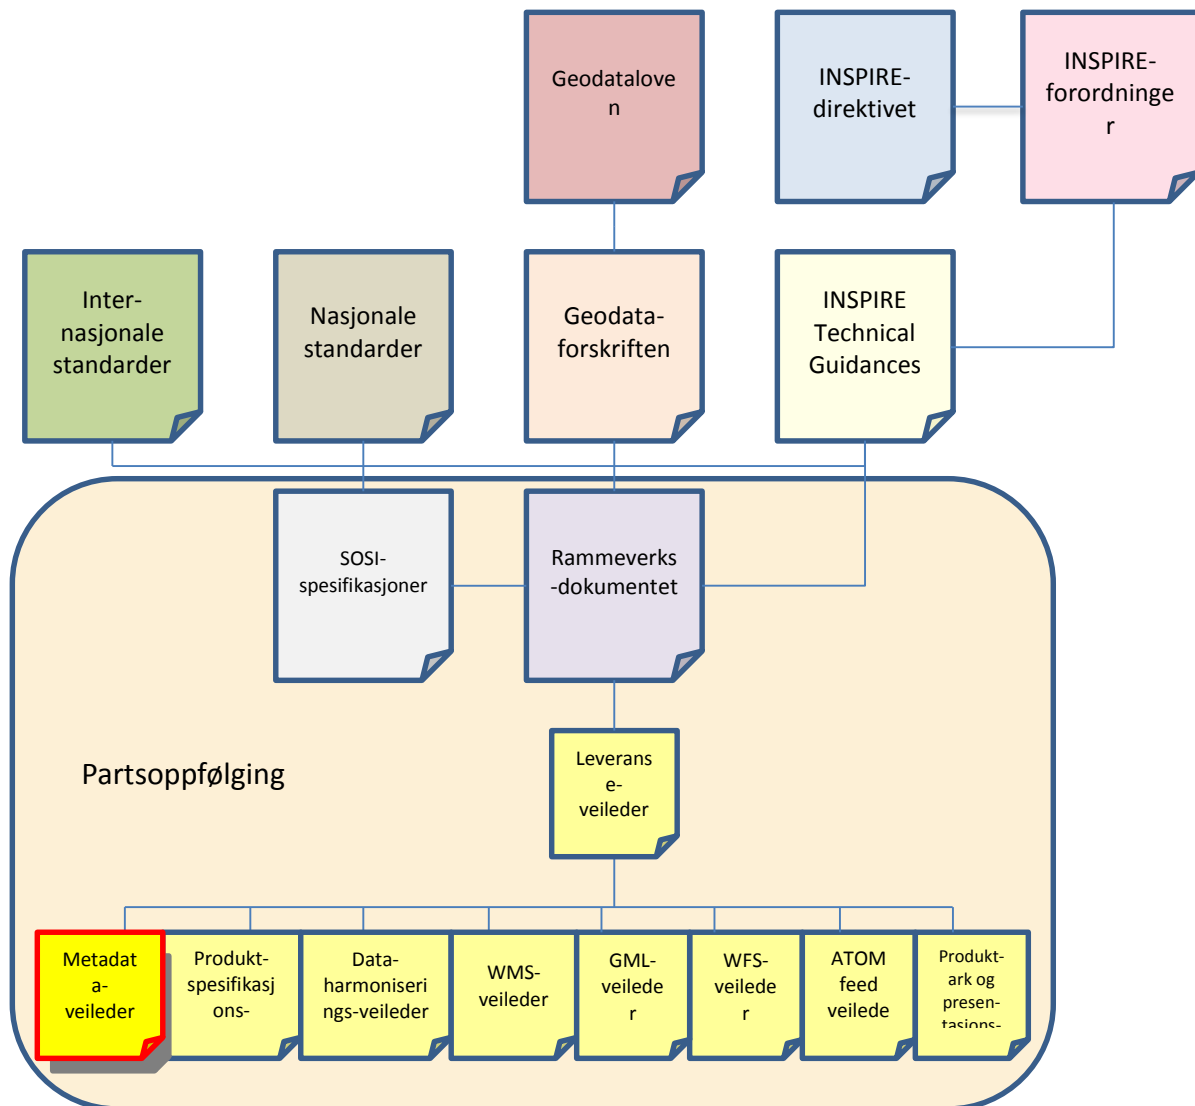 Geodatalove
n
INSPIRE-
direktivet
INSPIRE-
forordninge
r
Inter-
nasjonale
standarder
Nasjonale
standarder
Geodata-
forskriften
INSPIRE
Technical
Guidances
SOSI-
spesifikasjoner
Rammeverks
-dokumentet
Partsoppfølging
Leverans
e-
veileder
Metadat
a-
veileder
Produkt-
spesifikasj
ons-
Data-
harmoniseri
ngs-veileder
WMS-
veileder
GML-
veilede
r
WFS-
veilede
r
ATOM
feed
veilede
Produkt-
ark og
presen-
tasjons-